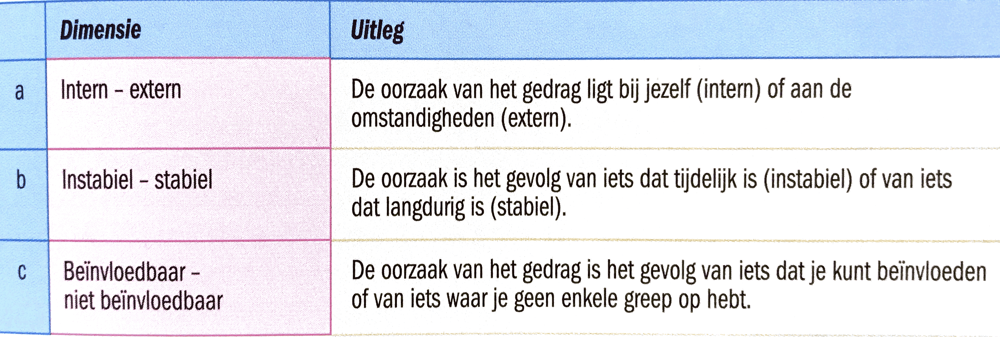 Dimensie
Uitleg
a
Intern – extern
De oorzaak van het gedrag ligt bij jezelf (intern) of aan de
omstandigheden (extern).
b
Instabiel – stabiel
De oorzaak is het gevolg van iets dat tijdelijk is (instabiel) of van iets
dat langdurig is (stabiel).
c
Beïnvloedbaar –
niet beïnvloedbaar
De oorzaak van het gedrag is het gevolg van iets dat je kunt beïnvloeden
of van iets waar je geen enkele greep op hebt.